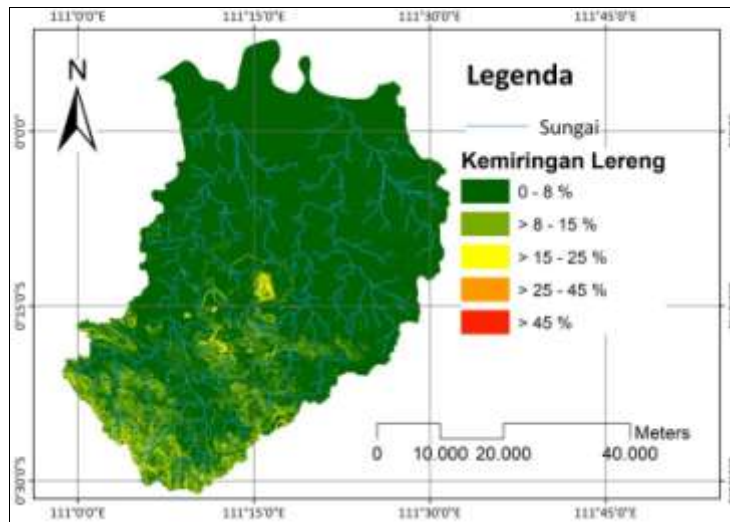 111°0'0"E 111°15'0"E 111°30'0"E 111°45'0"E
N
Legenda
Sungai
Kemiringan Lereng
0 - 8 %
> 8 - 15 %
> 15 - 25 %
> 25 - 45 %
> 45 %
0°0'0"
0°15'0"S
0°30'0"S
Meters
0 10.000 20.000 40.000
111°0'0"E 111°15'0"E 111°30'0"E 111°45'0"E